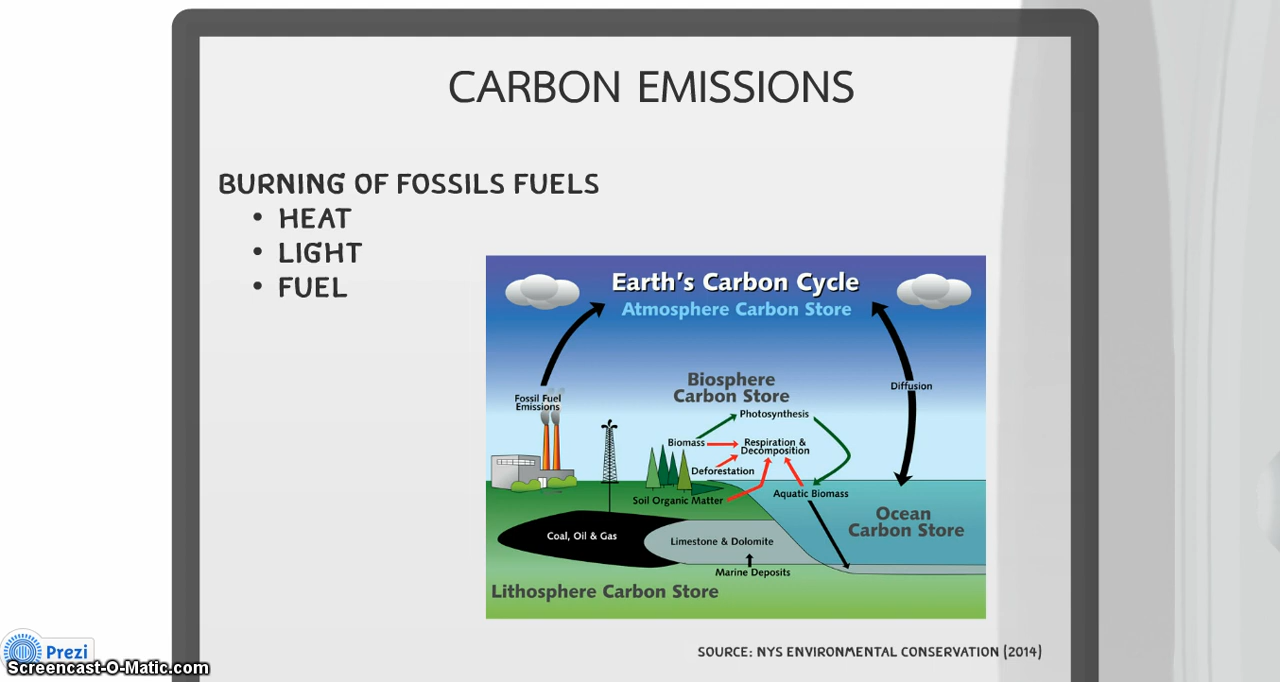 CARBON EMISSIONS
BURNING OF FOSSILS FUELS
• HEAT
• LIGHT
• FUEL
Earth's Carbon Cycle
Atmosphere Carbon Store
Biosphere
Carbon Store
Diffusion
Fossil Fuel
Emissions
Photosynthesis
Biomass
Respiration &
Decomposition
Deforestation
Soil Organic Matter
Aquatic Biomass
Ocean
Carbon Store
Coal, Oil & Gas
Limestone & Dolomite
Marine Deposits
Lithosphere Carbon Store
SOURCE: NYS ENVIRONMENTAL CONSERVATION (2014)
Prezi
Screencast-O-Matic.com